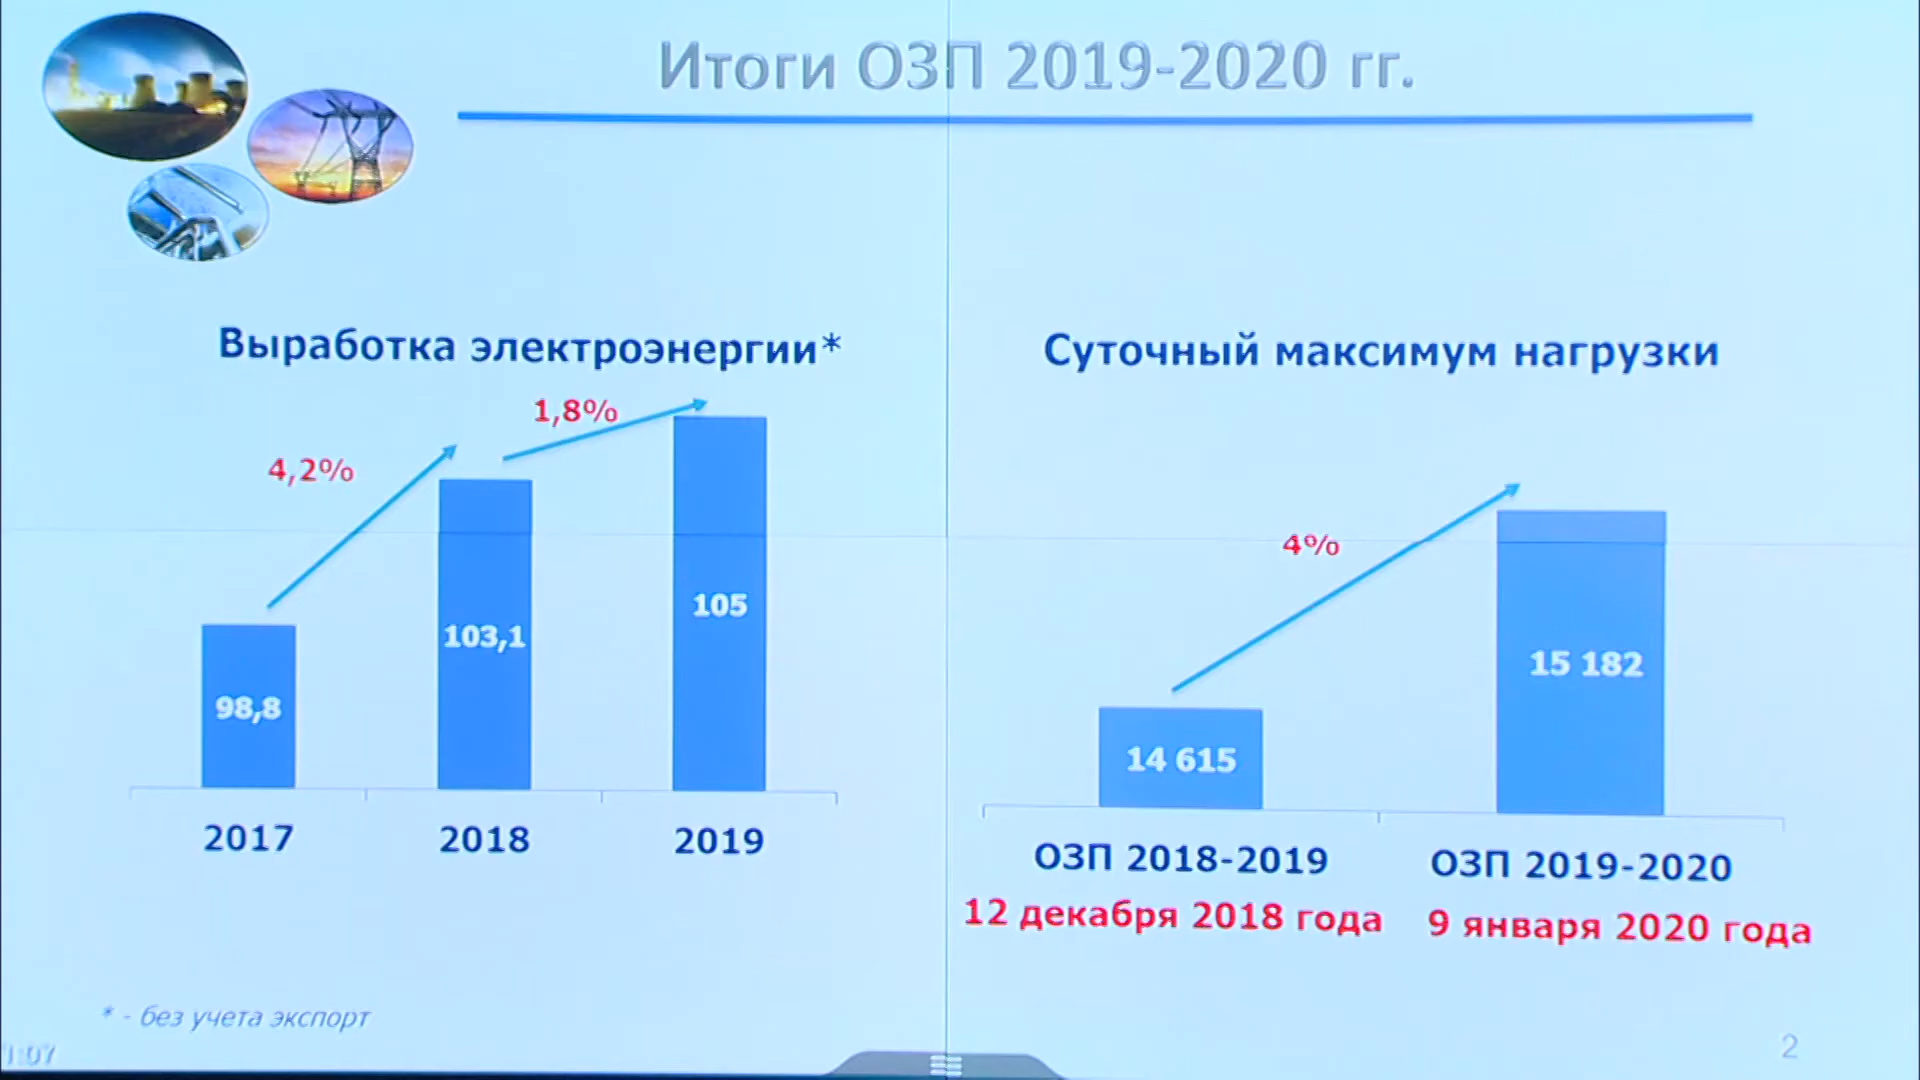 Итоги ОЗП 2019-2020 гг.
Выработка электроэнергии*
4,2%
1,8%
98,8
103,1
105
2017
2018
2019
* - без учета экспорт
Суточный максимум нагрузки
4%
14 615
15 182
ОЗП 2018-2019
ОЗП 2019-2020
12 декабря 2018 года
9 января 2020 года
1:07
2